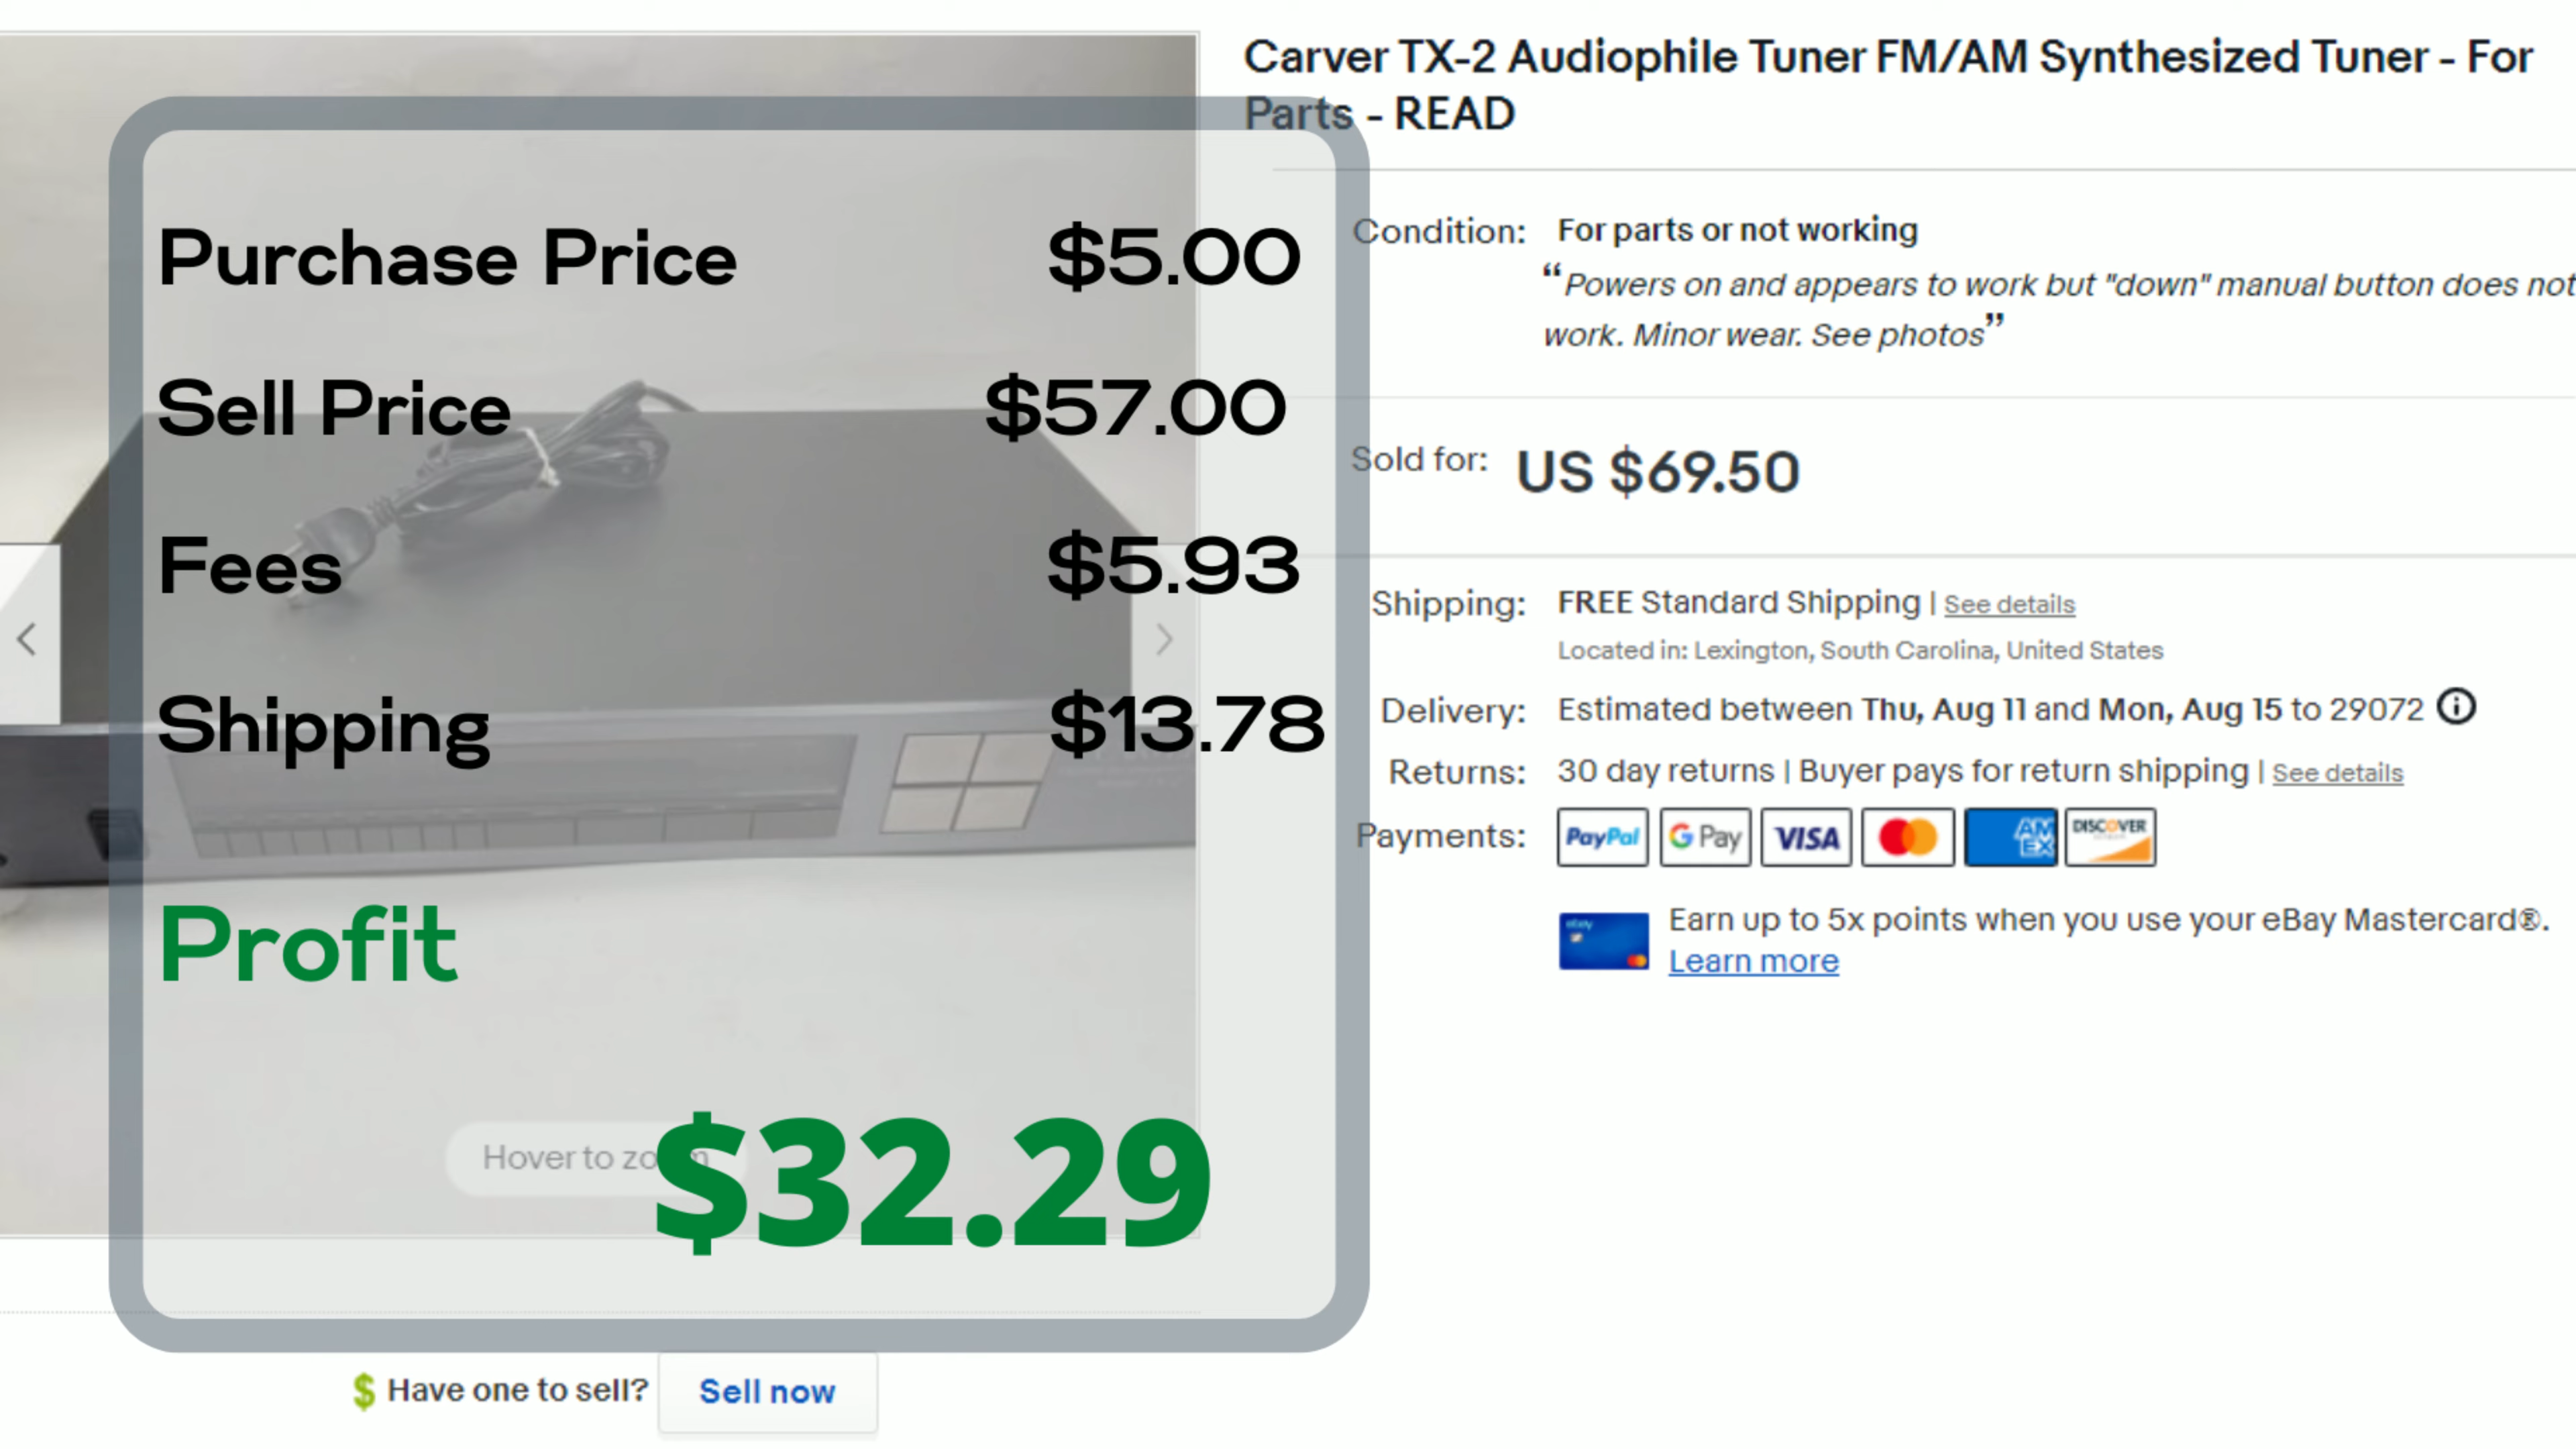 Carver TX-2 Audiophile Tuner FM/AM Synthesized Tuner - For
Parts - READ
Purchase Price $5.00
Sell Price $57.00
Fees $5.93
Shipping $13.78
Profit
$32.29
Hover to zoom
Condition: For parts or not working
“Powers on and appears to work but "down" manual button does not
work. Minor wear. See photos”
Sold for: US $69.50
Shipping: FREE Standard Shipping | See details
Located in: Lexington, South Carolina, United States
Delivery: Estimated between Thu, Aug 11 and Mon, Aug 15 to 29072
Returns: 30 day returns | Buyer pays for return shipping | See details
Payments: PayPal G Pay VISA AM EX DISCOVER
ebay
Earn up to 5x points when you use your eBay Mastercard®.
Learn more
$ Have one to sell? Sell now